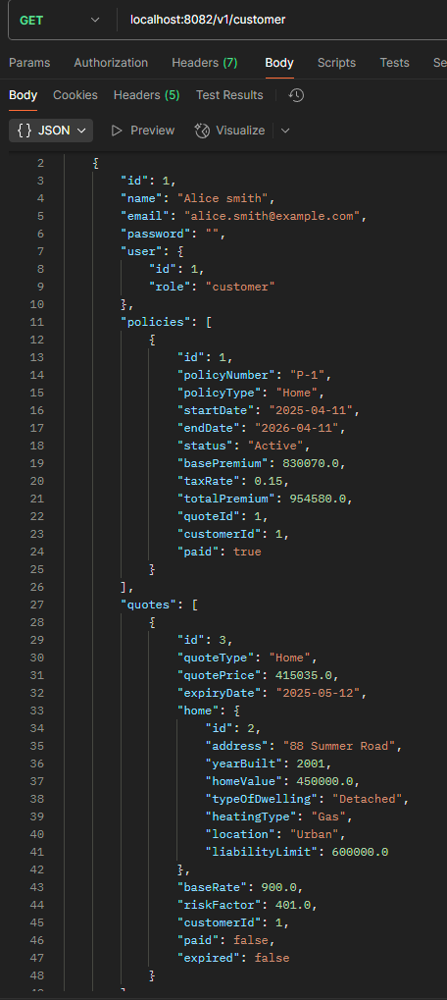 GET localhost:8082/v1/customer
Params Authorization Headers (7) Body Scripts Tests Se
Body Cookies Headers (5) Test Results
{} JSON Preview Visualize
2 {
3 "id": 1,
4 "name": "Alice smith",
5 "email": "alice.smith@example.com",
6 "password": "",
7 "user": {
8 "id": 1,
9 "role": "customer"
10 },
11 "policies": [
12 {
13 "id": 1,
14 "policyNumber": "P-1",
15 "policyType": "Home",
16 "startDate": "2025-04-11",
17 "endDate": "2026-04-11",
18 "status": "Active",
19 "basePremium": 830070.0,
20 "taxRate": 0.15,
21 "totalPremium": 954580.0,
22 "quoteId": 1,
23 "customerId": 1,
24 "paid": true
25 }
26 ],
27 "quotes": [
28 {
29 "id": 3,
30 "quoteType": "Home",
31 "quotePrice": 415035.0,
32 "expiryDate": "2025-05-12",
33 "home": {
34 "id": 2,
35 "address": "88 Summer Road",
36 "yearBuilt": 2001,
37 "homeValue": 450000.0,
38 "typeOfDwelling": "Detached",
39 "heatingType": "Gas",
40 "location": "Urban",
41 "liabilityLimit": 600000.0
42 },
43 "baseRate": 900.0,
44 "riskFactor": 401.0,
45 "customerId": 1,
46 "paid": false,
47 "expired": false
48 }